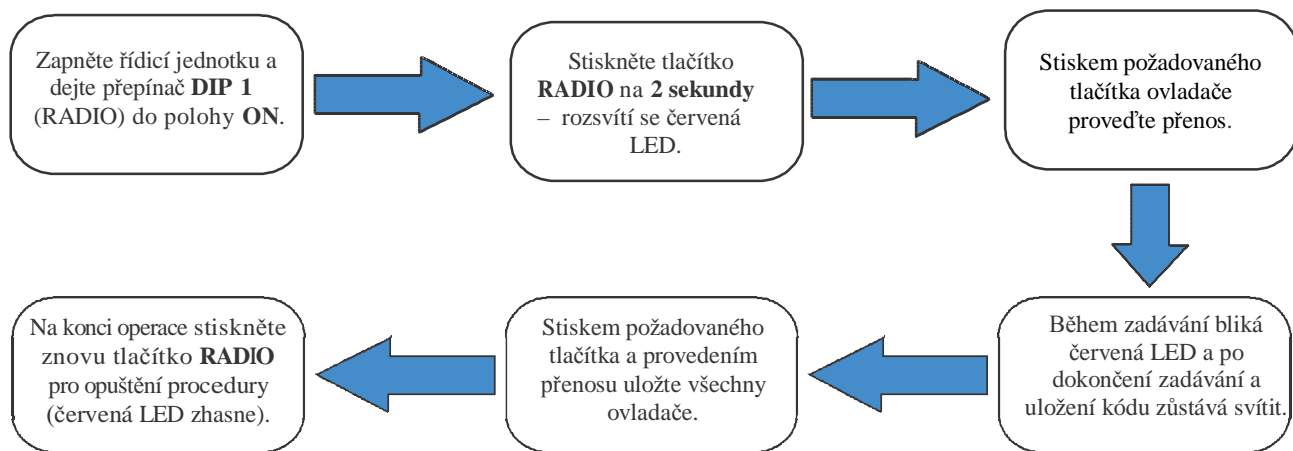 Zapněte řídicí jednotku a
dejte přepínač DIP 1
(RADIO) do polohy ON.
Stiskněte tlačítko
RADIO na 2 sekundy
– rozsvítí se červená
LED.
Stiskem požadovaného
tlačítka ovladače
proveďte přenos.
Během zadávání bliká
červená LED a po
dokončení zadávání a
uložení kódu zůstává svítit.
Stiskem požadovaného
tlačítka a provedením
přenosu uložte všechny
ovladače.
Na konci operace stiskněte
znovu tlačítko RADIO
pro opuštění procedury
(červená LED zhasne).